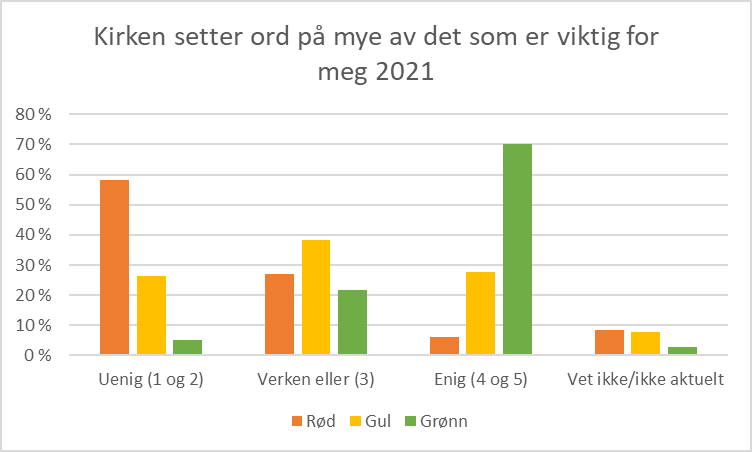 Kirken setter ord på mye av det som er viktig for
meg 2021
80 %
70 %
60 %
50 %
40 %
30 %
20 %
10 %
0 %
Uenig (1 og 2)
Verken eller (3)
Enig (4 og 5)
Vet ikke/ikke aktuelt
Rød
Gul
Grønn